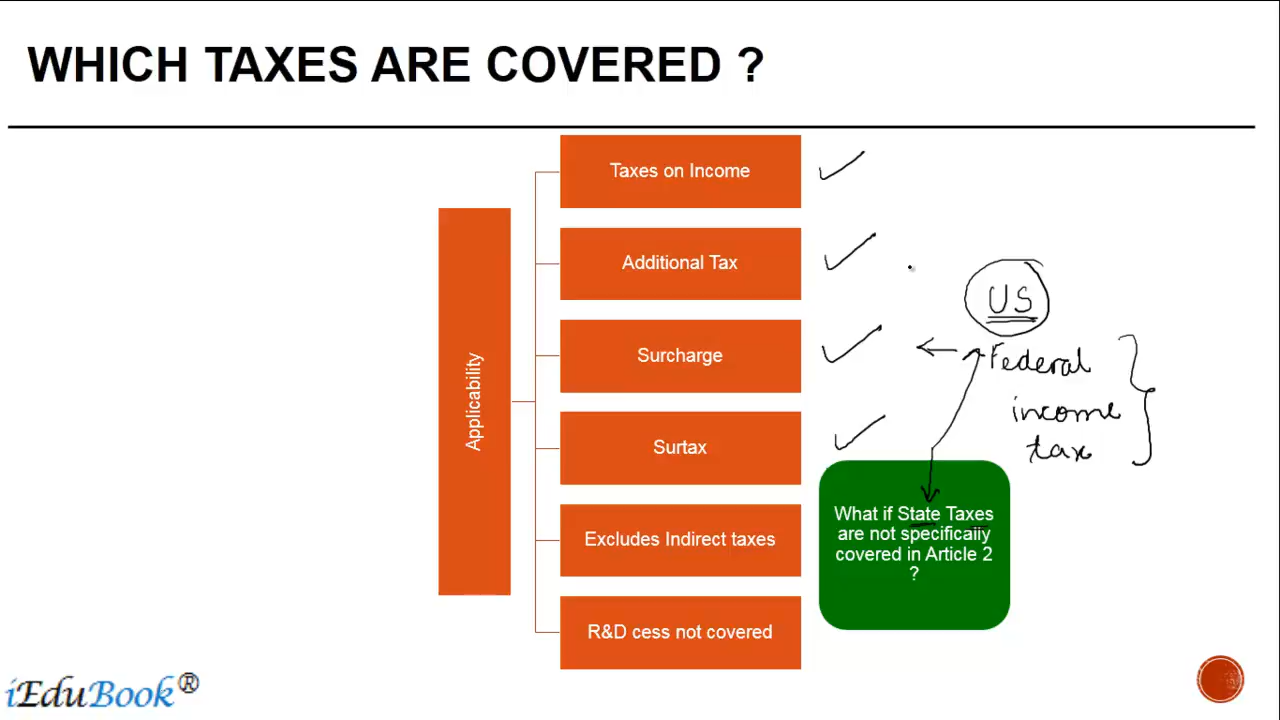 WHICH TAXES ARE COVERED ?
Applicability
Taxes on Income
Additional Tax
Surcharge
Surtax
Excludes Indirect taxes
R&D cess not covered
US
Federal
income
tax
What if State Taxes
are not specifically
covered in Article 2
?
iEduBook®